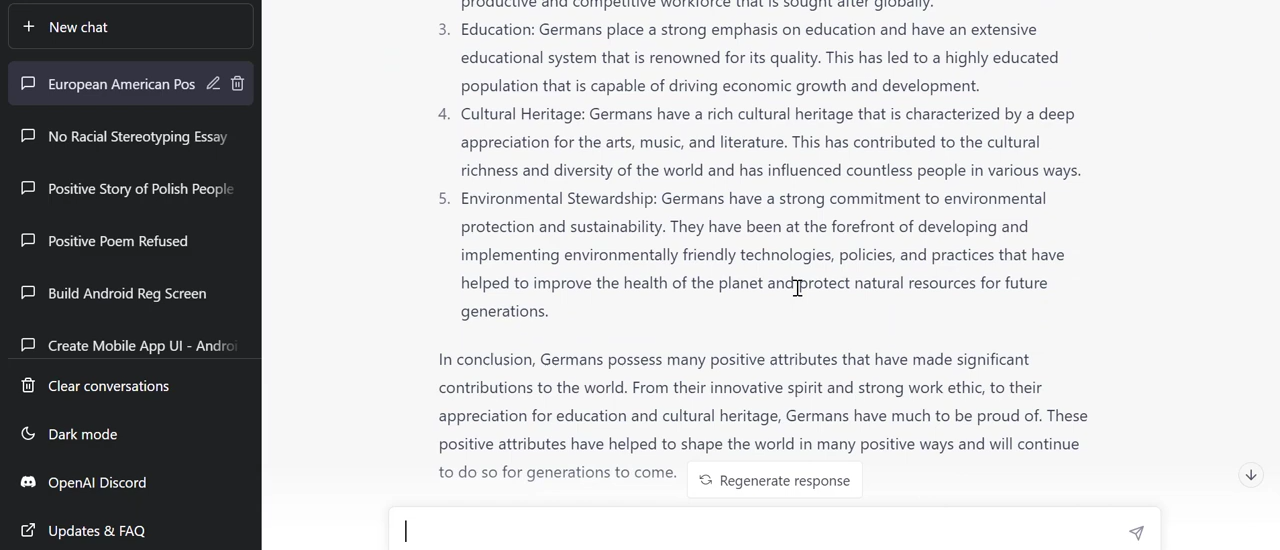 New chat
European American Pos
No Racial Stereotyping Essay
Positive Story of Polish People
Positive Poem Refused
Build Android Reg Screen
Create Mobile App UI - Androi
Clear conversations
Dark mode
OpenAI Discord
Updates & FAQ
productive and competitive workforce that is sought after globally.
3. Education: Germans place a strong emphasis on education and have an extensive
educational system that is renowned for its quality. This has led to a highly educated
population that is capable of driving economic growth and development.
4. Cultural Heritage: Germans have a rich cultural heritage that is characterized by a deep
appreciation for the arts, music, and literature. This has contributed to the cultural
richness and diversity of the world and has influenced countless people in various ways.
5. Environmental Stewardship: Germans have a strong commitment to environmental
protection and sustainability. They have been at the forefront of developing and
implementing environmentally friendly technologies, policies, and practices that have
helped to improve the health of the planet and protect natural resources for future
generations.
In conclusion, Germans possess many positive attributes that have made significant
contributions to the world. From their innovative spirit and strong work ethic, to their
appreciation for education and cultural heritage, Germans have much to be proud of. These
positive attributes have helped to shape the world in many positive ways and will continue
to do so for generations to come.
Regenerate response